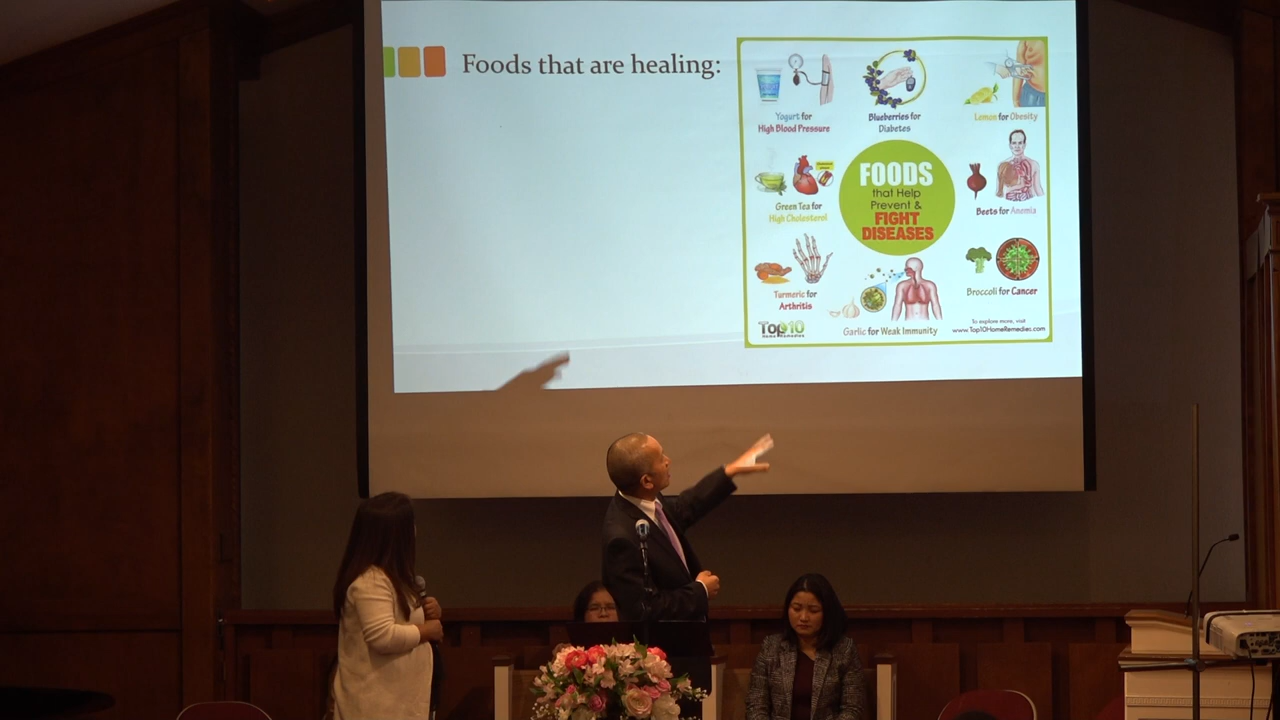 Foods that are healing:
Yogurt for
High Blood Pressure
Blueberries for
Diabetes
Lemon for Obesity
Green Tea for
High Cholesterol
FOODS
that Help
Prevent &
FIGHT
DISEASES
Beets for Anemia
Turmeric for
Arthritis
Broccoli for Cancer
Garlic for Weak Immunity
Top10
Home Remedies
To explore more, visit
www.Top10HomeRemedies.com